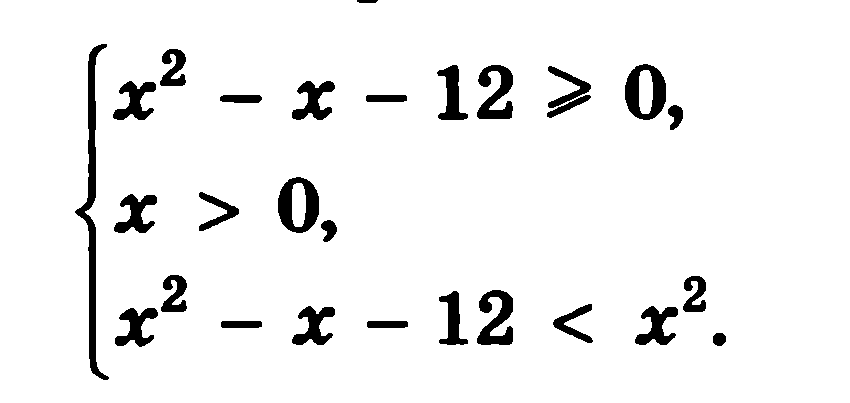 x² − x − 12 ⩾ 0,
x > 0,
x² − x − 12 < x².